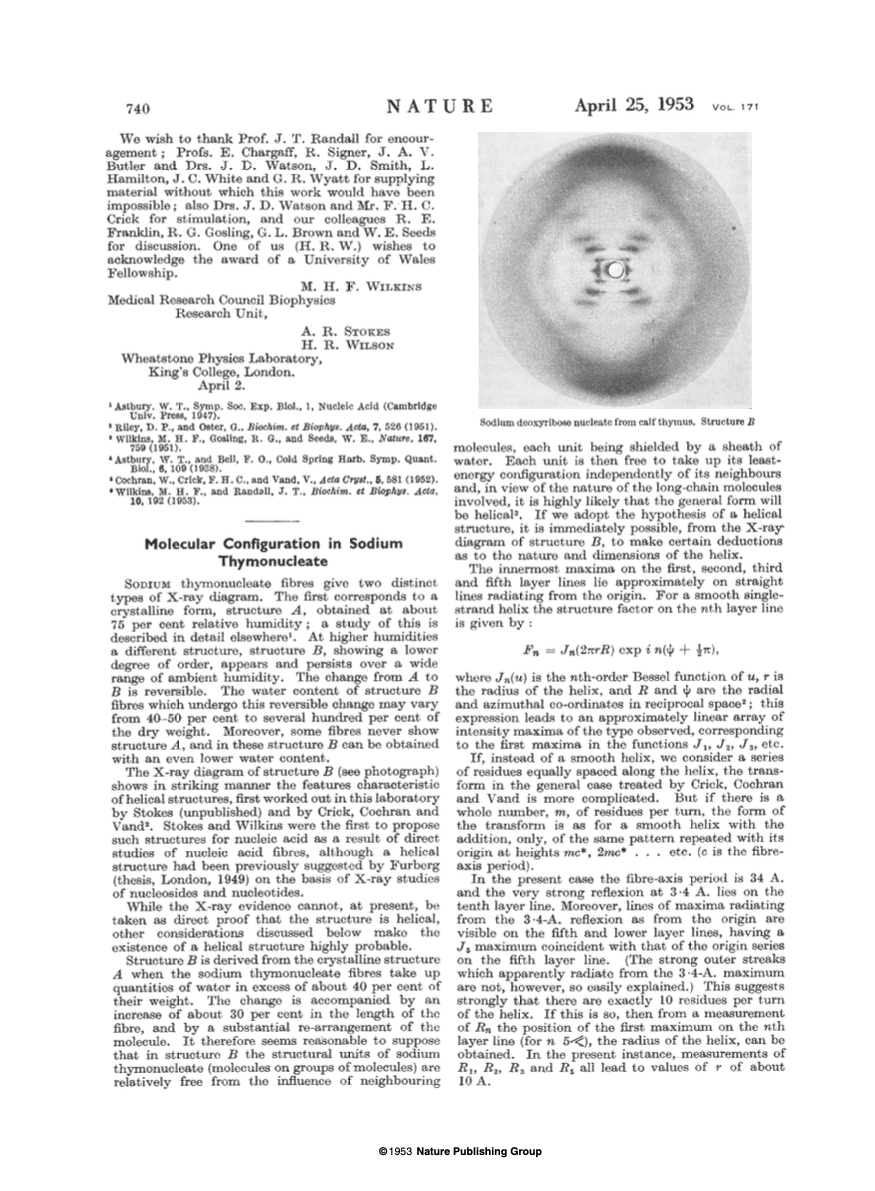 740
NATURE
April 25, 1953 VOL. 171
We wish to thank Prof. J. T. Randall for encour-
agement ; Profs. E. Chargaff, R. Signer, J. A. V.
Butler and Drs. J. D. Watson, J. D. Smith, L.
Hamilton, J. C. White and G. R. Wyatt for supplying
material without which this work would have been
impossible ; also Drs. J. D. Watson and Mr. F. H. C.
Crick for stimulation, and our colleagues R. E.
Franklin, R. G. Gosling, G. L. Brown and W. E. Seeds
for discussion. One of us (H. R. W.) wishes to
acknowledge the award of a University of Wales
Fellowship.
M. H. F. WILKINS
Medical Research Council Biophysics
Research Unit,
A. R. STOKES
H. R. WILSON
Wheatstone Physics Laboratory,
King's College, London.
April 2.
¹ Astbury, W. T., Symp. Soc. Exp. Biol., 1, Nucleic Acid (Cambridge
Univ. Press, 1947).
² Riley, D. P., and Oster, G., Biochim. et Biophys. Acta, 7, 526 (1951).
³ Wilkins, M. H. F., Gosling, R. G., and Seeds, W. E., Nature, 167,
759 (1951).
⁴ Astbury, W. T., and Bell, F. O., Cold Spring Harb. Symp. Quant.
Biol., 6, 109 (1938).
⁵ Cochran, W., Crick, F. H. C., and Vand, V., Acta Cryst., 5, 581 (1952).
⁶ Wilkins, M. H. F., and Randall, J. T., Biochim. et Biophys. Acta,
10, 192 (1953).
Molecular Configuration in Sodium
Thymonucleate
SODIUM thymonucleate fibres give two distinct
types of X-ray diagram. The first corresponds to a
crystalline form, structure A, obtained at about
75 per cent relative humidity ; a study of this is
described in detail elsewhere¹. At higher humidities
a different structure, structure B, showing a lower
degree of order, appears and persists over a wide
range of ambient humidity. The change from A to
B is reversible. The water content of structure B
fibres which undergo this reversible change may vary
from 40–50 per cent to several hundred per cent of
the dry weight. Moreover, some fibres never show
structure A, and in these structure B can be obtained
with an even lower water content.
The X-ray diagram of structure B (see photograph)
shows in striking manner the features characteristic
of helical structures, first worked out in this laboratory
by Stokes (unpublished) and by Crick, Cochran and
Vand². Stokes and Wilkins were the first to propose
such structures for nucleic acid as a result of direct
studies of nucleic acid fibres, although a helical
structure had been previously suggested by Furberg
(thesis, London, 1949) on the basis of X-ray studies
of nucleosides and nucleotides.
While the X-ray evidence cannot, at present, be
taken as direct proof that the structure is helical,
other considerations discussed below make the
existence of a helical structure highly probable.
Structure B is derived from the crystalline structure
A when the sodium thymonucleate fibres take up
quantities of water in excess of about 40 per cent of
their weight. The change is accompanied by an
increase of about 30 per cent in the length of the
fibre, and by a substantial re-arrangement of the
molecule. It therefore seems reasonable to suppose
that in structure B the structural units of sodium
thymonucleate (molecules on groups of molecules) are
relatively free from the influence of neighbouring
Sodium deoxyribose nucleate from calf thymus. Structure B
molecules, each unit being shielded by a sheath of
water. Each unit is then free to take up its least-
energy configuration independently of its neighbours
and, in view of the nature of the long-chain molecules
involved, it is highly likely that the general form will
be helical³. If we adopt the hypothesis of a helical
structure, it is immediately possible, from the X-ray
diagram of structure B, to make certain deductions
as to the nature and dimensions of the helix.
The innermost maxima on the first, second, third
and fifth layer lines lie approximately on straight
lines radiating from the origin. For a smooth single-
strand helix the structure factor on the nth layer line
is given by :
Fₙ = Jₙ(2πrR) exp i n(ψ + ½π),
where Jₙ(u) is the nth-order Bessel function of u, r is
the radius of the helix, and R and ψ are the radial
and azimuthal co-ordinates in reciprocal space² ; this
expression leads to an approximately linear array of
intensity maxima of the type observed, corresponding
to the first maxima in the functions J₁, J₂, J₃, etc.
If, instead of a smooth helix, we consider a series
of residues equally spaced along the helix, the trans-
form in the general case treated by Crick, Cochran
and Vand is more complicated. But if there is a
whole number, m, of residues per turn, the form of
the transform is as for a smooth helix with the
addition, only, of the same pattern repeated with its
origin at heights mc*, 2mc* . . . etc. (c is the fibre-
axis period).
In the present case the fibre-axis period is 34 A.
and the very strong reflexion at 3·4 A. lies on the
tenth layer line. Moreover, lines of maxima radiating
from the 3·4-A. reflexion as from the origin are
visible on the fifth and lower layer lines, having a
J₅ maximum coincident with that of the origin series
on the fifth layer line. (The strong outer streaks
which apparently radiate from the 3·4-A. maximum
are not, however, so easily explained.) This suggests
strongly that there are exactly 10 residues per turn
of the helix. If this is so, then from a measurement
of Rₙ the position of the first maximum on the nth
layer line (for n 5≪), the radius of the helix, can be
obtained. In the present instance, measurements of
R₁, R₂, R₃ and R₅ all lead to values of r of about
10 A.
©1953 Nature Publishing Group